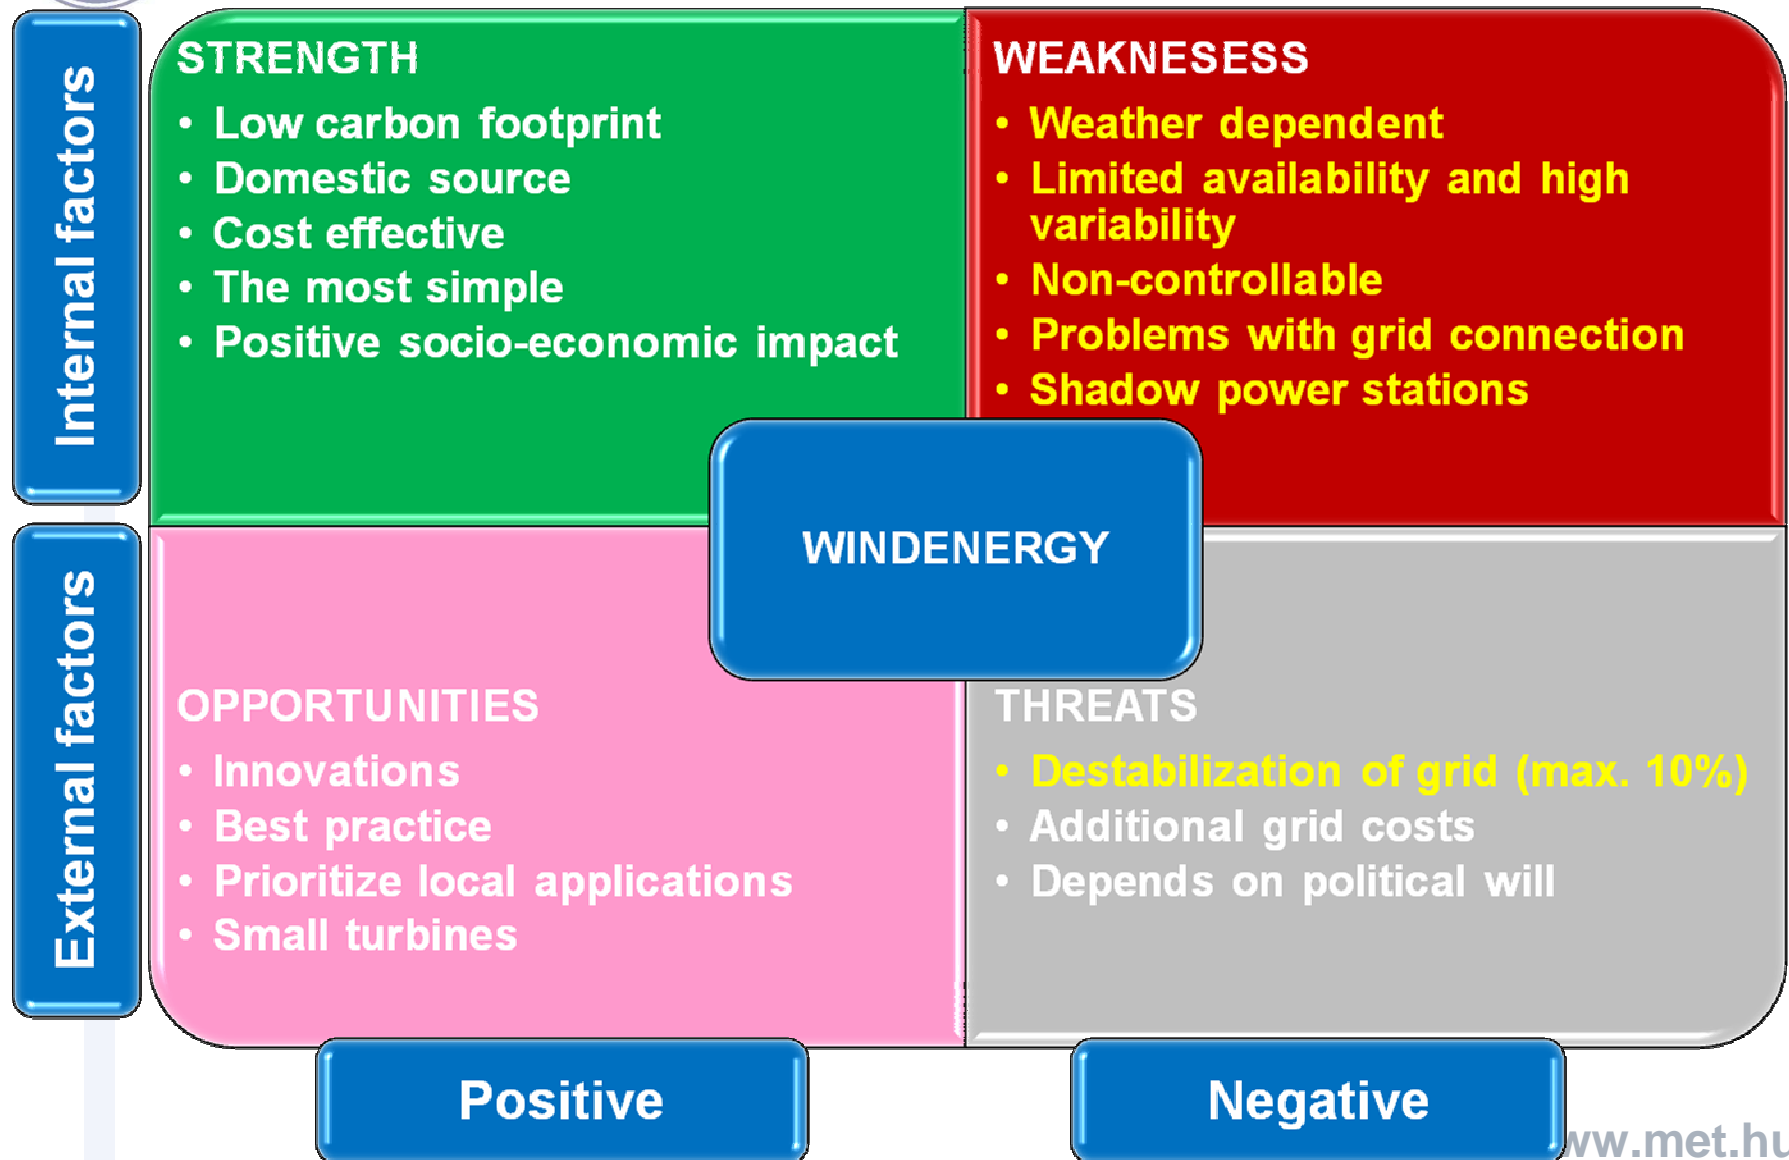 Internal factors
STRENGTH
• Low carbon footprint
• Domestic source
• Cost effective
• The most simple
• Positive socio-economic impact
WEAKNESESS
• Weather dependent
• Limited availability and high
variability
• Non-controllable
• Problems with grid connection
• Shadow power stations
WINDENERGY
External factors
OPPORTUNITIES
• Innovations
• Best practice
• Prioritize local applications
• Small turbines
THREATS
• Destabilization of grid (max. 10%)
• Additional grid costs
• Depends on political will
Positive
Negative
ww.met.hu